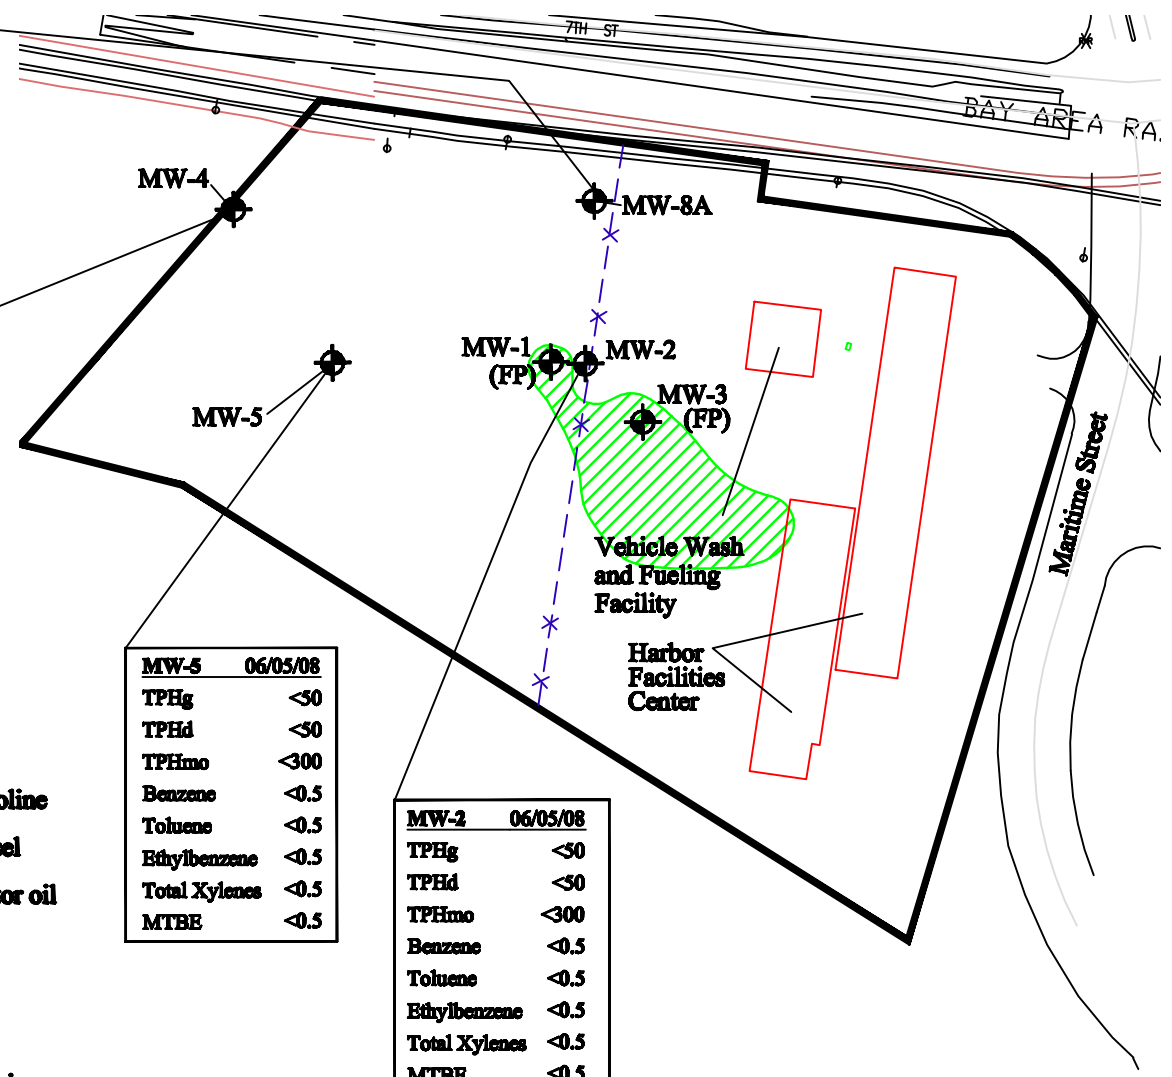 7TH ST
BAY AREA RA
MW-4
MW-8A
MW-1
(FP)
MW-2
MW-3
(FP)
MW-5
Maritime Street
Vehicle Wash
and Fueling
Facility
Harbor
Facilities
Center
MW-5 06/05/08
TPHg <50
TPHd <50
TPHmo <300
Benzene <0.5
Toluene <0.5
Ethylbenzene <0.5
Total Xylenes <0.5
MTBE <0.5
oline
el
or oil
MW-2 06/05/08
TPHg <50
TPHd <50
TPHmo <300
Benzene <0.5
Toluene <0.5
Ethylbenzene <0.5
Total Xylenes <0.5
MTBE <0.5